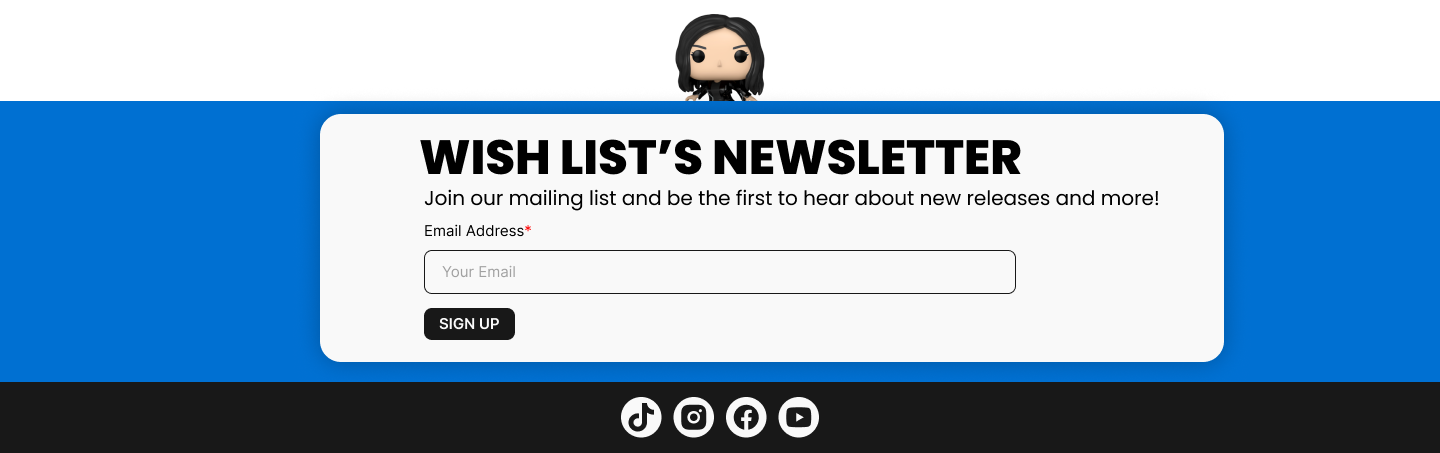 WISH LIST’S NEWSLETTER
Join our mailing list and be the first to hear about new releases and more!
Email Address*
Your Email
SIGN UP